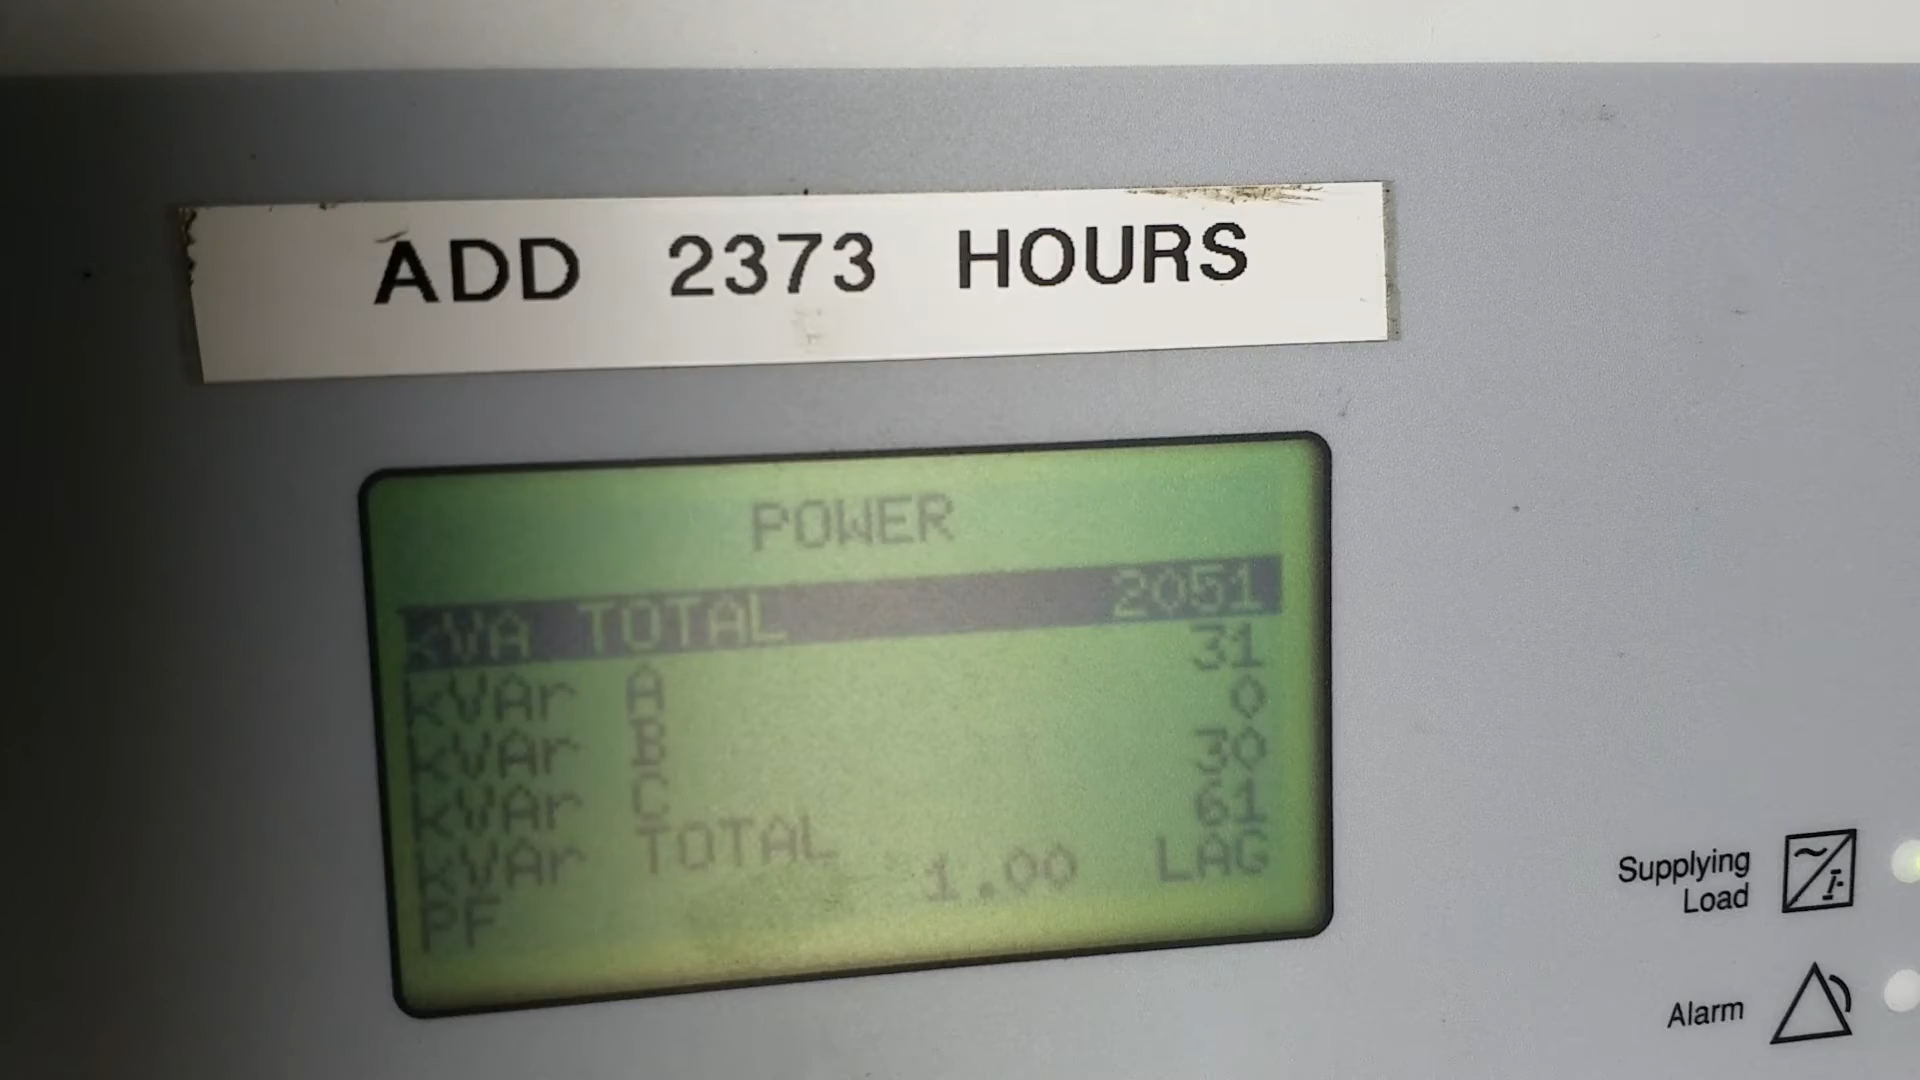 ADD 2373 HOURS
POWER
kVA TOTAL 2051
kVAr A 31
kVAr B 0
kVAr C 30
kVAr TOTAL 61
PF 1.00 LAG
Supplying
Load
Alarm